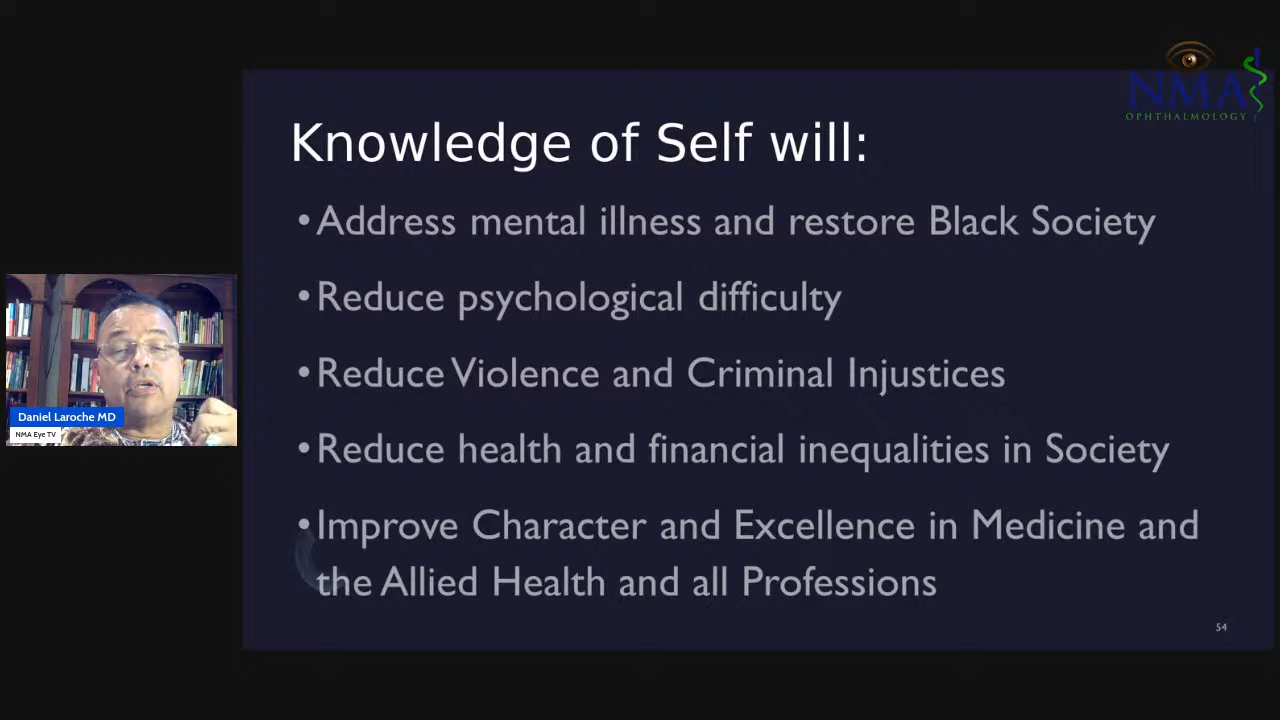 NMA
OPHTHALMOLOGY
Knowledge of Self will:
•Address mental illness and restore Black Society
•Reduce psychological difficulty
•Reduce Violence and Criminal Injustices
•Reduce health and financial inequalities in Society
•Improve Character and Excellence in Medicine and
the Allied Health and all Professions
54
Daniel Laroche MD
NMA Eye TV